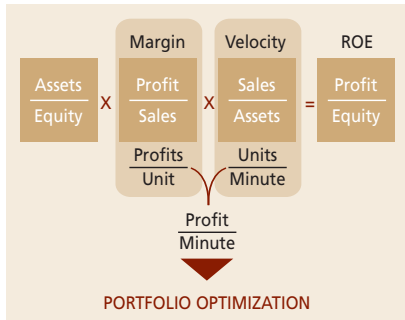 Margin Velocity ROE
Assets Profit Sales Profit
X X =
Equity Sales Assets Equity
Profits Units
Unit Minute
Profit
Minute
PORTFOLIO OPTIMIZATION